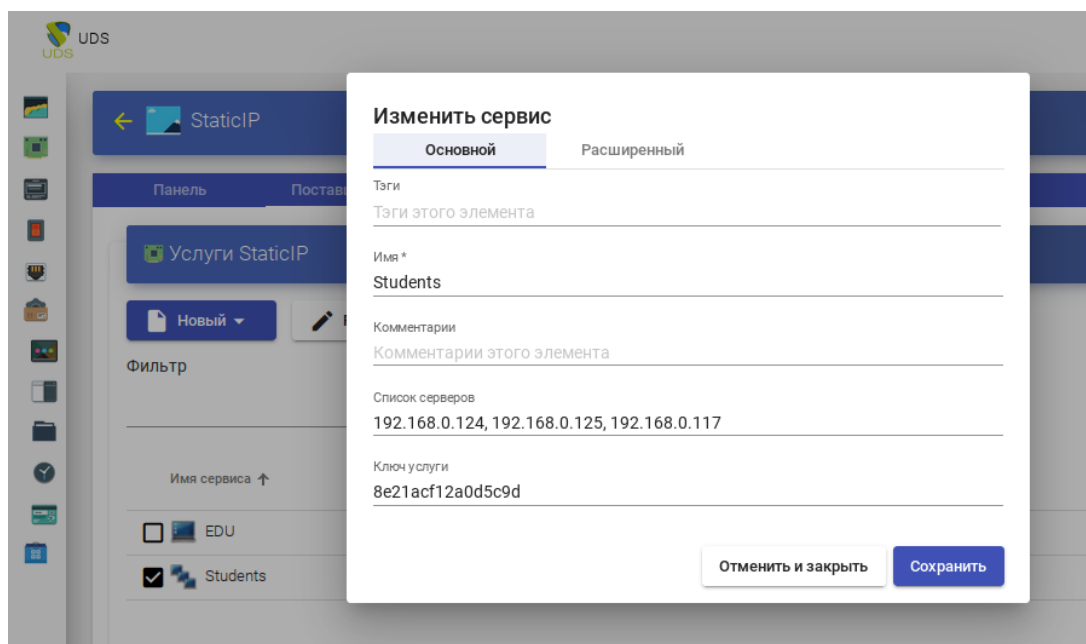 UDS
UDS
StaticIP
Панель
Услуги StaticIP
Новый
Фильтр
Имя сервиса
EDU
Students
Изменить сервис
Основной
Расширенный
Тэги
Тэги этого элемента
Имя *
Students
Комментарии
Комментарии этого элемента
Список серверов
192.168.0.124, 192.168.0.125, 192.168.0.117
Ключ услуги
8e21acf12a0d5c9d
Отменить и закрыть
Сохранить